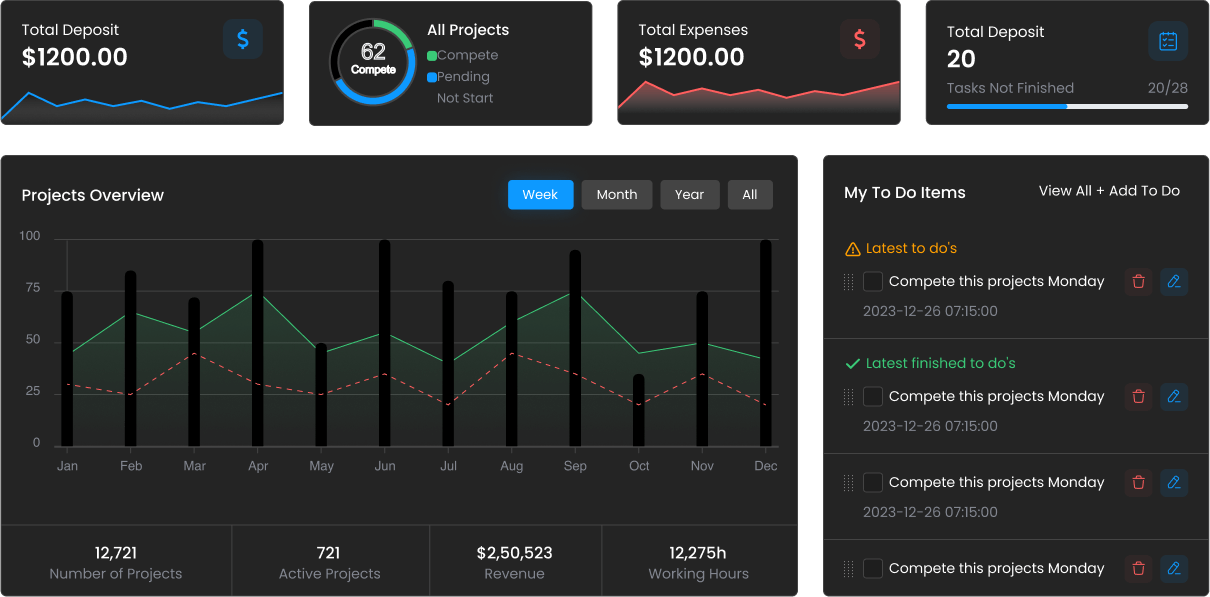 Total Deposit
$1200.00
$
62
Compete
All Projects
Compete
Pending
Not Start
Total Expenses
$1200.00
$
Total Deposit
20
Tasks Not Finished 20/28
Projects Overview
Week Month Year All
100
75
50
25
0
Jan Feb Mar Apr May Jun Jul Aug Sep Oct Nov Dec
12,721
Number of Projects
721
Active Projects
$2,50,523
Revenue
12,275h
Working Hours
My To Do Items
View All + Add To Do
Latest to do's
Compete this projects Monday
2023-12-26 07:15:00
Latest finished to do's
Compete this projects Monday
2023-12-26 07:15:00
Compete this projects Monday
2023-12-26 07:15:00
Compete this projects Monday